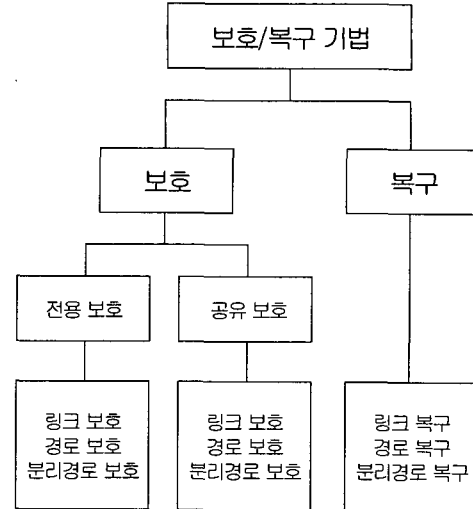 보호/복구 기법
보호
복구
전용 보호
공유 보호
링크 보호
경로 보호
분리경로 보호
링크 보호
경로 보호
분리경로 보호
링크 복구
경로 복구
분리경로 복구